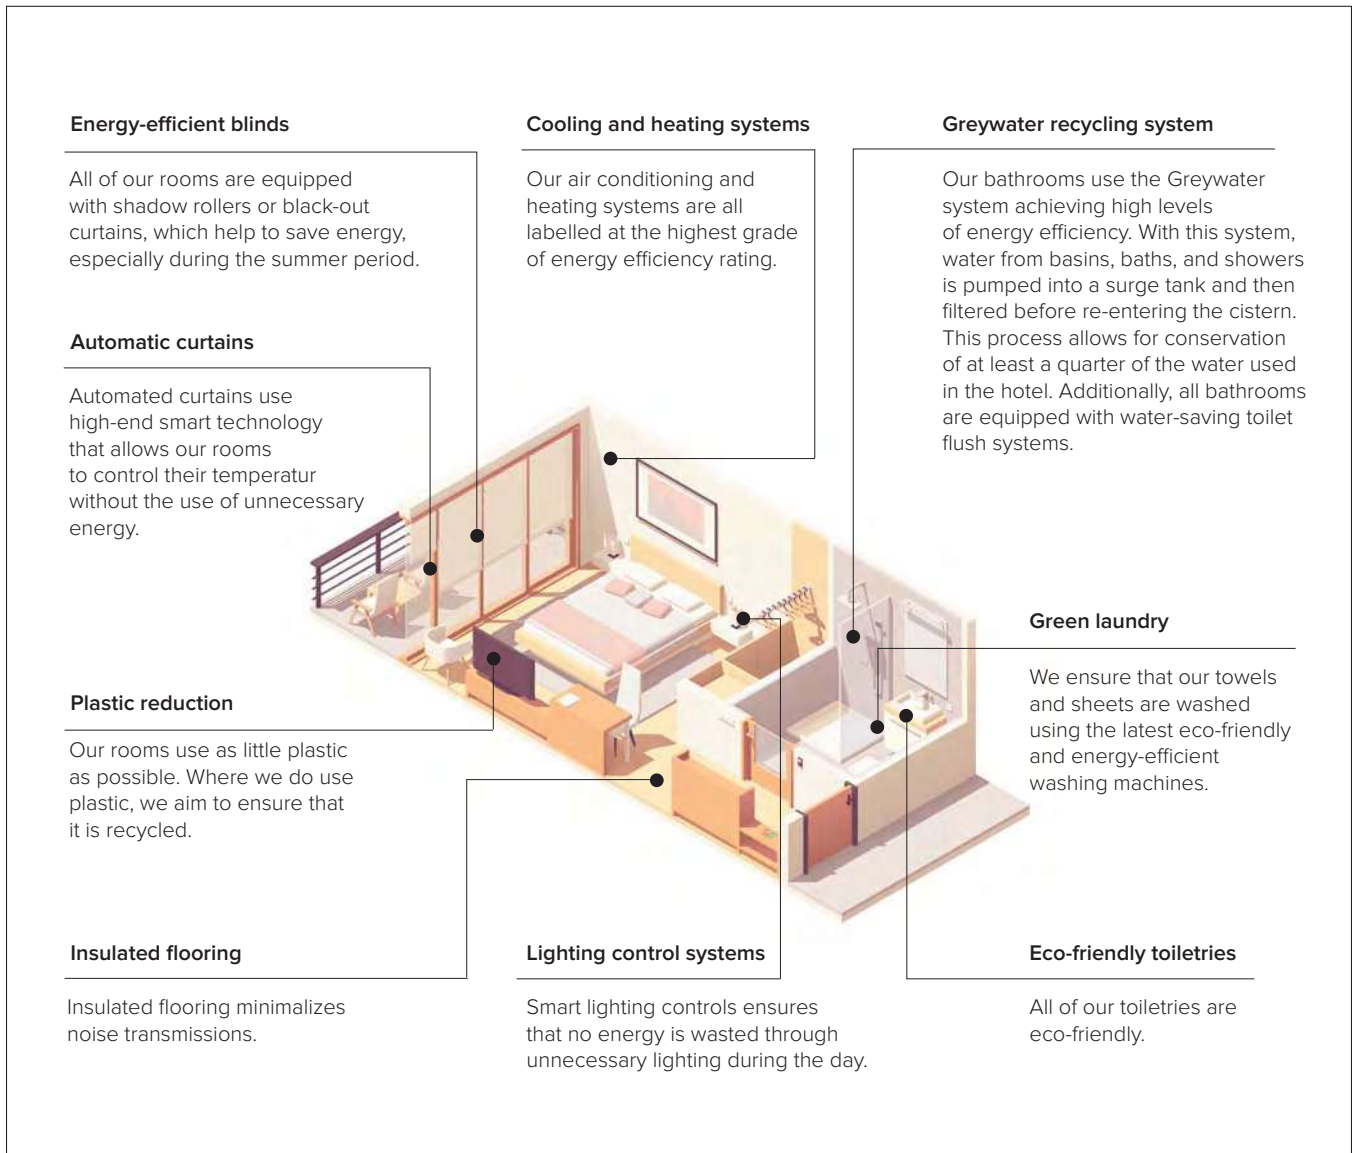 Energy-efficient blinds
All of our rooms are equipped
with shadow rollers or black-out
curtains, which help to save energy,
especially during the summer period.
Cooling and heating systems
Our air conditioning and
heating systems are all
labelled at the highest grade
of energy efficiency rating.
Greywater recycling system
Our bathrooms use the Greywater
system achieving high levels
of energy efficiency. With this system,
water from basins, baths, and showers
is pumped into a surge tank and then
filtered before re-entering the cistern.
This process allows for conservation
of at least a quarter of the water used
in the hotel. Additionally, all bathrooms
are equipped with water-saving toilet
flush systems.
Automatic curtains
Automated curtains use
high-end smart technology
that allows our rooms
to control their temperatur
without the use of unnecessary
energy.
Green laundry
We ensure that our towels
and sheets are washed
using the latest eco-friendly
and energy-efficient
washing machines.
Plastic reduction
Our rooms use as little plastic
as possible. Where we do use
plastic, we aim to ensure that
it is recycled.
Insulated flooring
Insulated flooring minimalizes
noise transmissions.
Lighting control systems
Smart lighting controls ensures
that no energy is wasted through
unnecessary lighting during the day.
Eco-friendly toiletries
All of our toiletries are
eco-friendly.